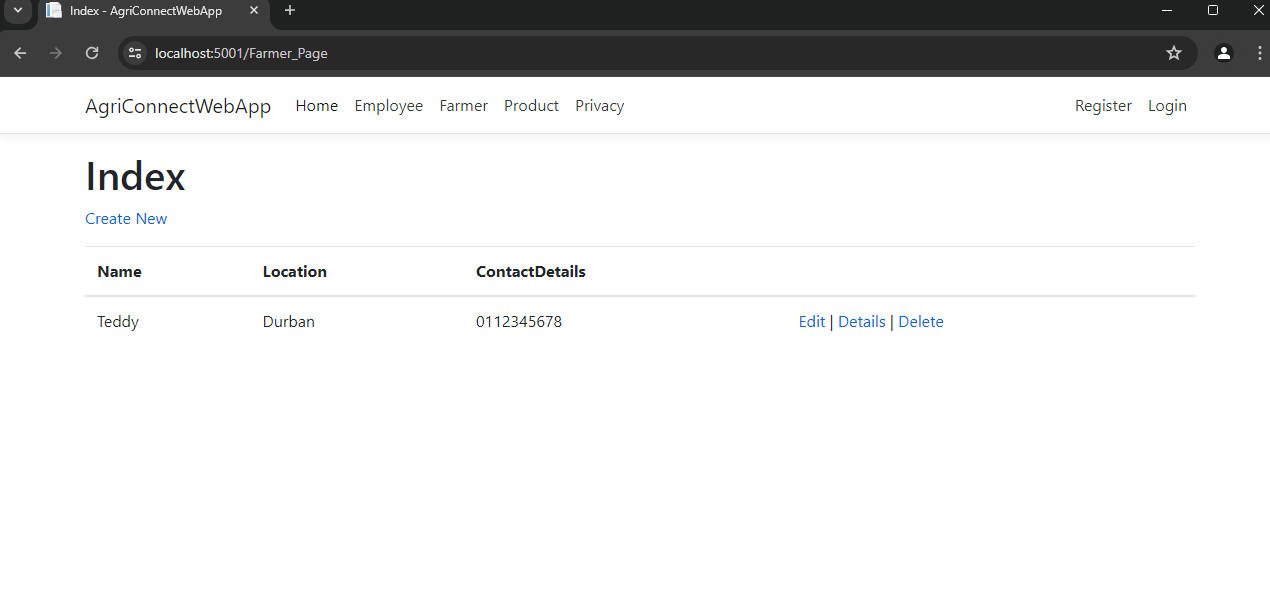 Index - AgriConnectWebApp
localhost:5001/Farmer_Page
AgriConnectWebApp Home Employee Farmer Product Privacy Register Login
Index
Create New
Name Location ContactDetails
Teddy Durban 0112345678 Edit | Details | Delete